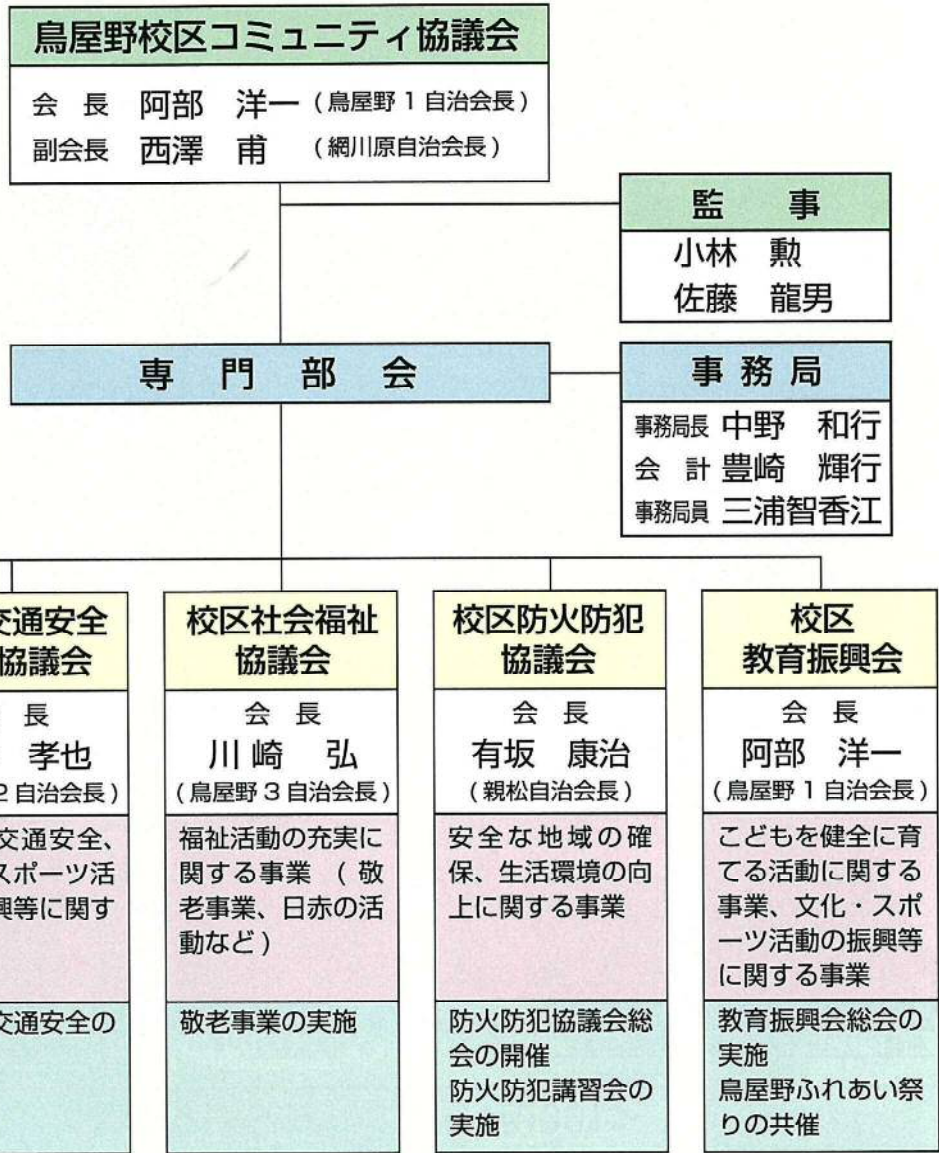 鳥屋野校区コミュニティ協議会
会　長　阿部　洋一（鳥屋野１自治会長）
副会長　西澤　甫　（網川原自治会長）
監　事
小林　勲
佐藤　龍男
専　門　部　会
事 務 局
事務局長 中野　和行
会　計 豊崎　輝行
事務局員 三浦智香江
交通安全
協議会
長
孝也
2 自治会長）
交通安全、
スポーツ活
興等に関す
交通安全の
校区社会福祉
協議会
会　長
川崎　弘
（鳥屋野３自治会長）
福祉活動の充実に
関する事業　（ 敬
老事業、日赤の活
動など）
敬老事業の実施
校区防火防犯
協議会
会　長
有坂　康治
（親松自治会長）
安全な地域の確
保、生活環境の向
上に関する事業
防火防犯協議会総
会の開催
防火防犯講習会の
実施
校区
教育振興会
会　長
阿部　洋一
（鳥屋野１自治会長）
こどもを健全に育
てる活動に関する
事業、文化・スポ
ーツ活動の振興等
に関する事業
教育振興会総会の
実施
鳥屋野ふれあい祭
りの共催